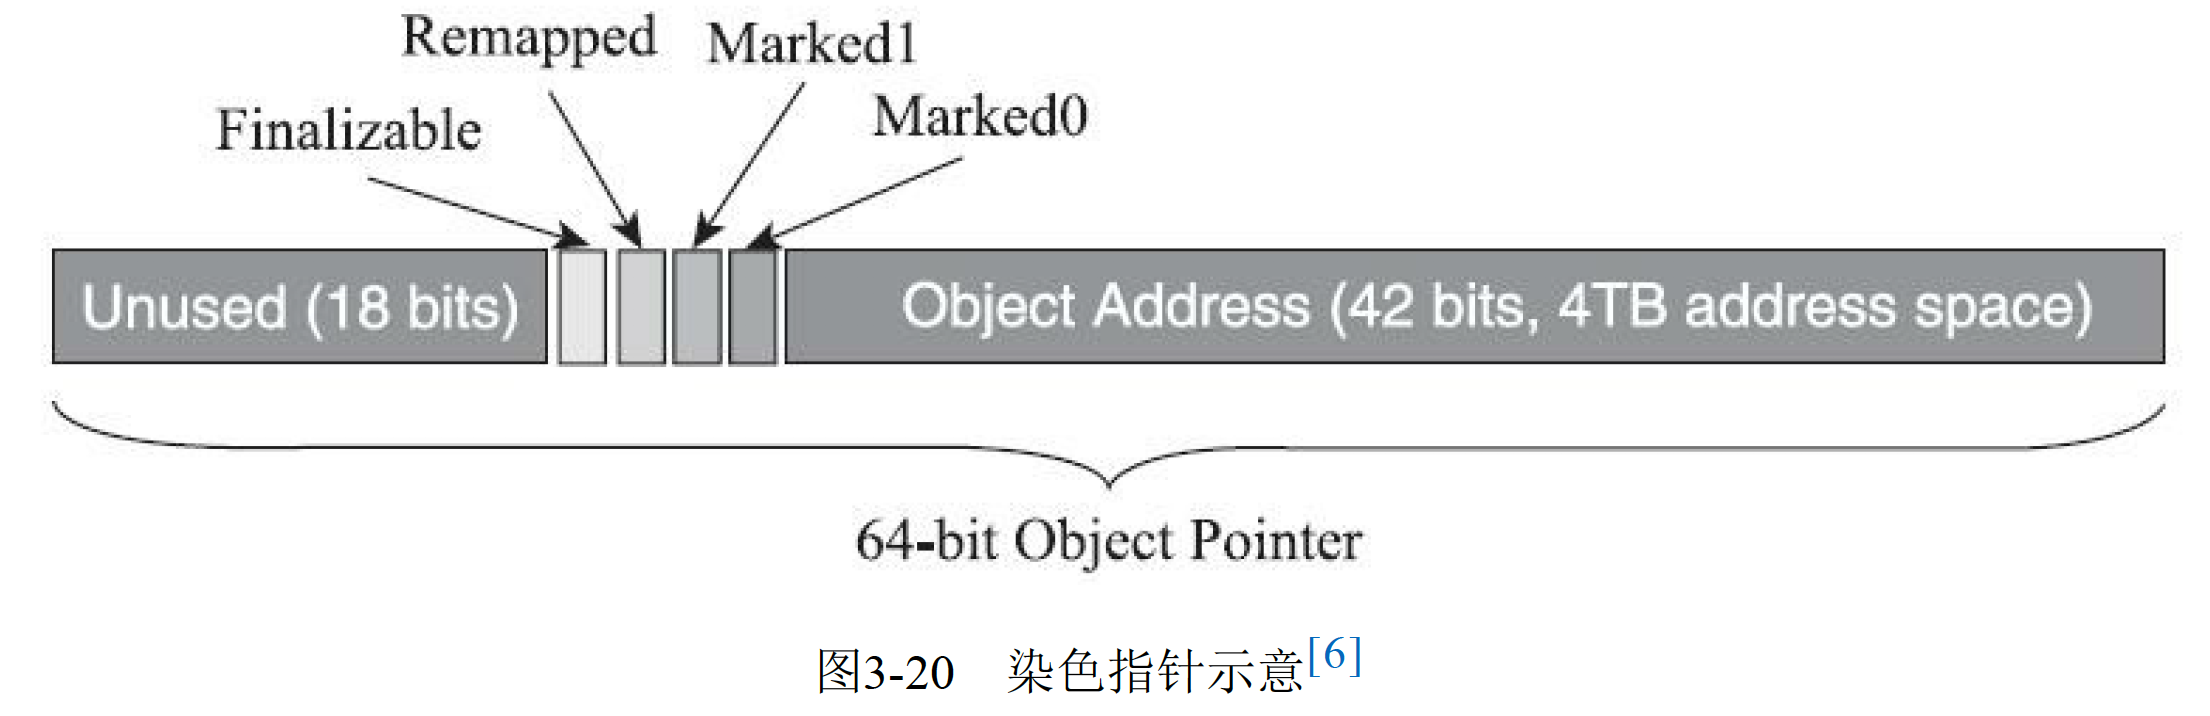 Remapped
Marked1
Marked0
Finalizable
Unused (18 bits)
Object Address (42 bits, 4TB address space)
64-bit Object Pointer
图3-20　染色指针示意[6]